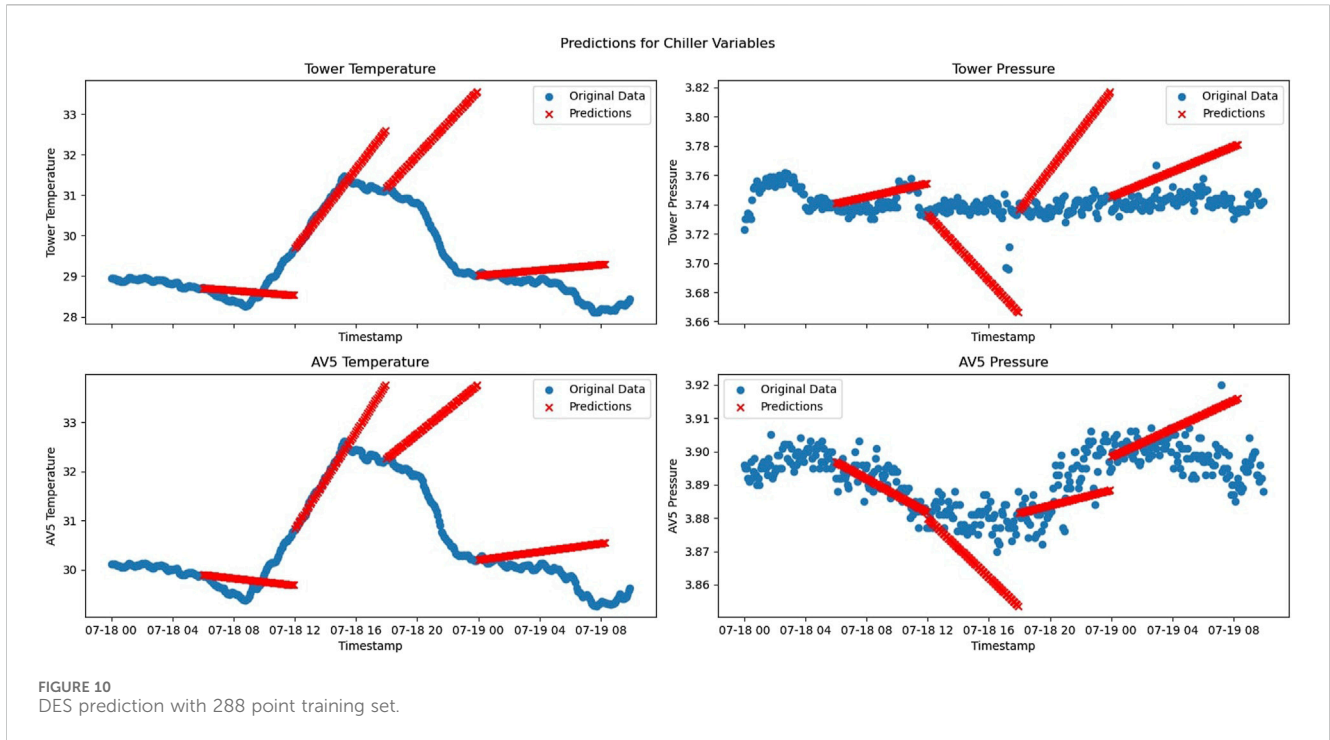 Predictions for Chiller Variables
Tower Temperature
Original Data
Predictions
Tower Temperature
33
32
31
30
29
28
Timestamp
Tower Pressure
Original Data
Predictions
Tower Pressure
3.82
3.80
3.78
3.76
3.74
3.72
3.70
3.68
3.66
Timestamp
AV5 Temperature
Original Data
Predictions
AV5 Temperature
33
32
31
30
07-18 00 07-18 04 07-18 08 07-18 12 07-18 16 07-18 20 07-19 00 07-19 04 07-19 08
Timestamp
AV5 Pressure
Original Data
Predictions
AV5 Pressure
3.92
3.91
3.90
3.89
3.88
3.87
3.86
07-18 00 07-18 04 07-18 08 07-18 12 07-18 16 07-18 20 07-19 00 07-19 04 07-19 08
Timestamp
FIGURE 10
DES prediction with 288 point training set.